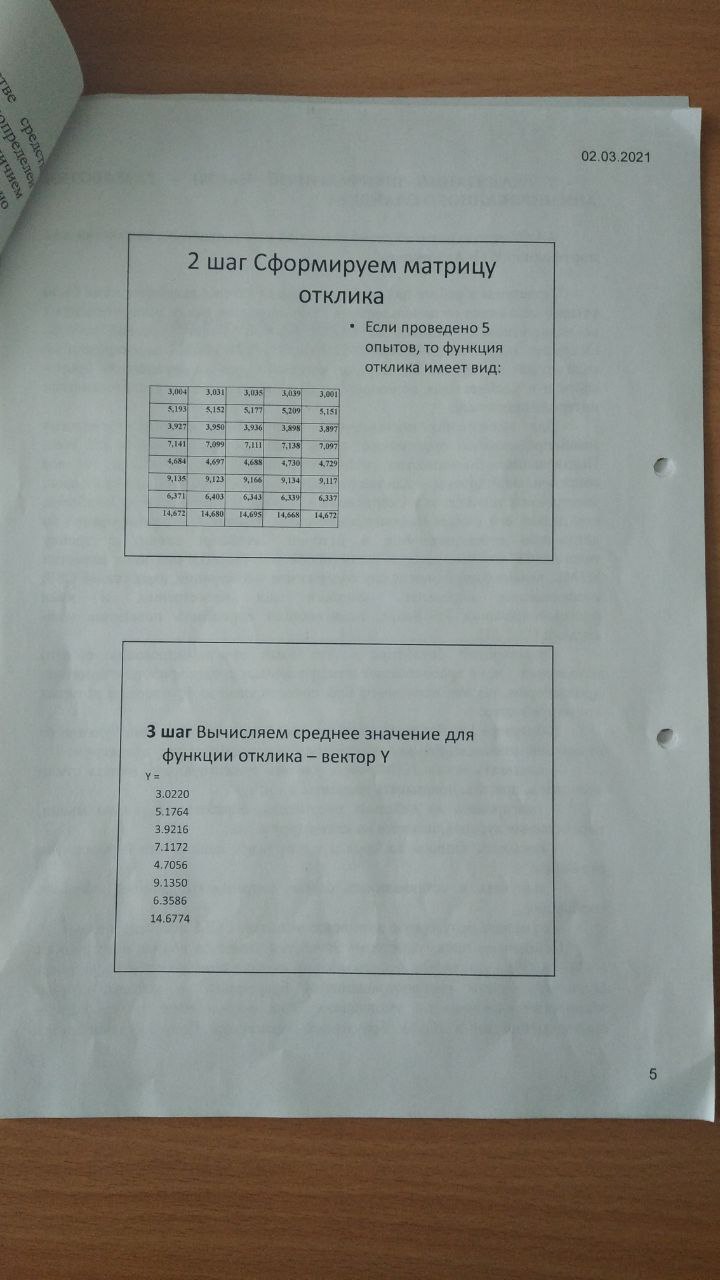 стве средств
определен
ичием
но
02.03.2021
2 шаг Сформируем матрицу
отклика
• Если проведено 5
опытов, то функция
отклика имеет вид:
3,004 3,031 3,035 3,039 3,001
5,193 5,152 5,177 5,209 5,151
3,927 3,950 3,936 3,898 3,897
7,141 7,099 7,111 7,138 7,097
4,684 4,697 4,688 4,730 4,729
9,135 9,123 9,166 9,134 9,117
6,371 6,403 6,343 6,339 6,337
14,672 14,680 14,695 14,668 14,672
3 шаг Вычисляем среднее значение для
функции отклика – вектор Y
Y =
3.0220
5.1764
3.9216
7.1172
4.7056
9.1350
6.3586
14.6774
5